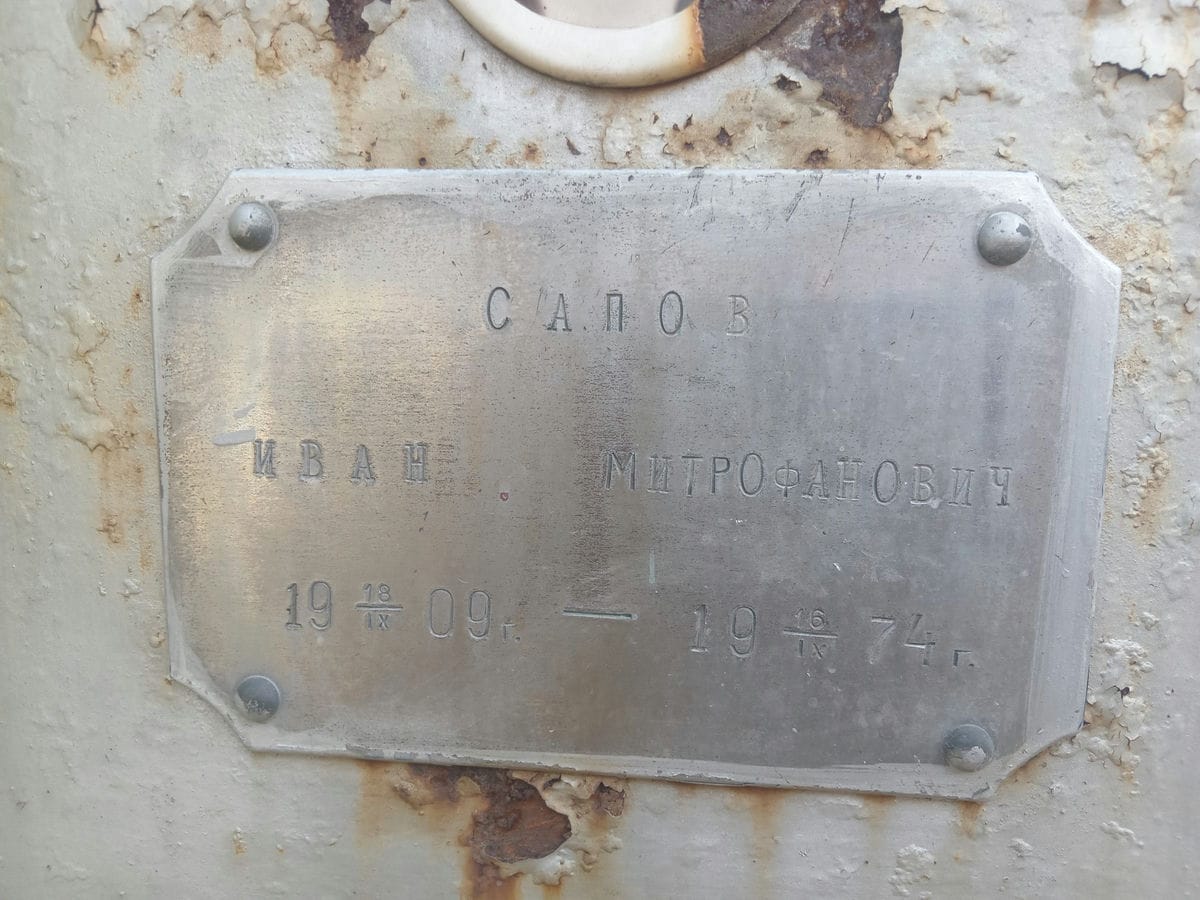 САПОВ
ИВАН МИТРОФАНОВИЧ
19 18/IX 09г. — 19 16/IX 74г.